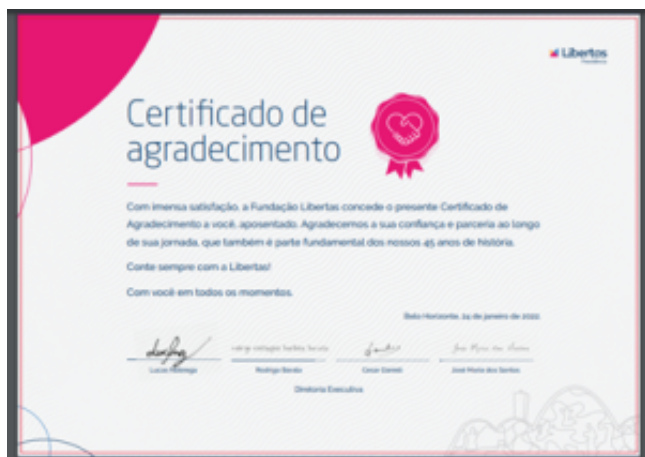 Libertas
Certificado de
agradecimento
Com imensa satisfação, a Fundação Libertas concede o presente Certificado de
Agradecimento a você, aposentado. Agradecemos a sua confiança e parceria ao longo
de sua jornada, que também é parte fundamental dos nossos 45 anos de história.
Conte sempre com a Libertas!
Com você em todos os momentos.
Belo Horizonte, 24 de janeiro de 2022
Lucas Nóbrega Rodrigo Barata Cesar José Maria dos Santos
Diretoria Executiva